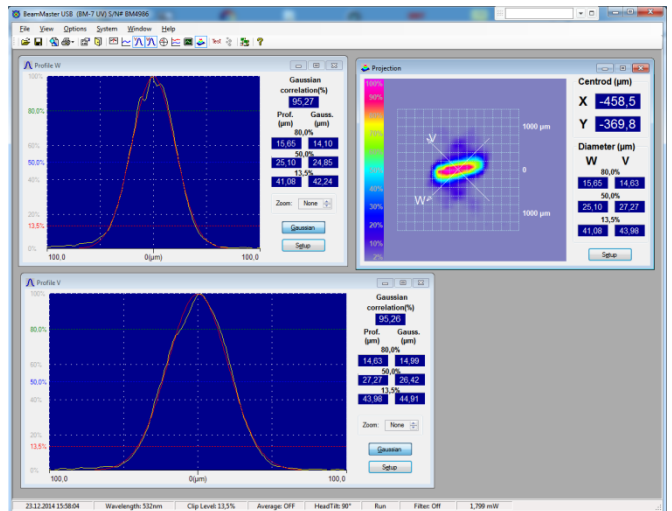 BeamMaster USB (BM-7 UV) S/N# BM4986
File View Options System Window Help
Profile W
100%
80,0%
60%
50,0%
40%
20%
13,5%
0%
100,0 0(µm) 100,0
Gaussian
correlation(%)
95,27
Prof. Gauss.
(µm) (µm)
80,0%
15,65 14,10
50,0%
25,10 24,85
13,5%
41,08 42,24
Zoom: None
Gaussian
Setup
Projection
100%
90%
70%
50%
40%
30%
20%
10%
2%
V
W
1000 µm
0
1000 µm
Centrod (µm)
X -458,5
Y -369,8
Diameter (µm)
W V
80,0%
15,65 14,63
50,0%
25,10 27,27
13,5%
41,08 43,98
Setup
Profile V
100%
80,0%
60%
50,0%
40%
20%
13,5%
0%
100,0 0(µm) 100,0
Gaussian
correlation(%)
95,26
Prof. Gauss.
(µm) (µm)
80,0%
14,63 14,99
50,0%
27,27 26,42
13,5%
43,98 44,91
Zoom: None
Gaussian
Setup
23.12.2014 15:58:04 Wavelength: 532nm Clip Level: 13,5% Average: OFF HeadTilt: 90° Run Filter: Off 1,799 mW